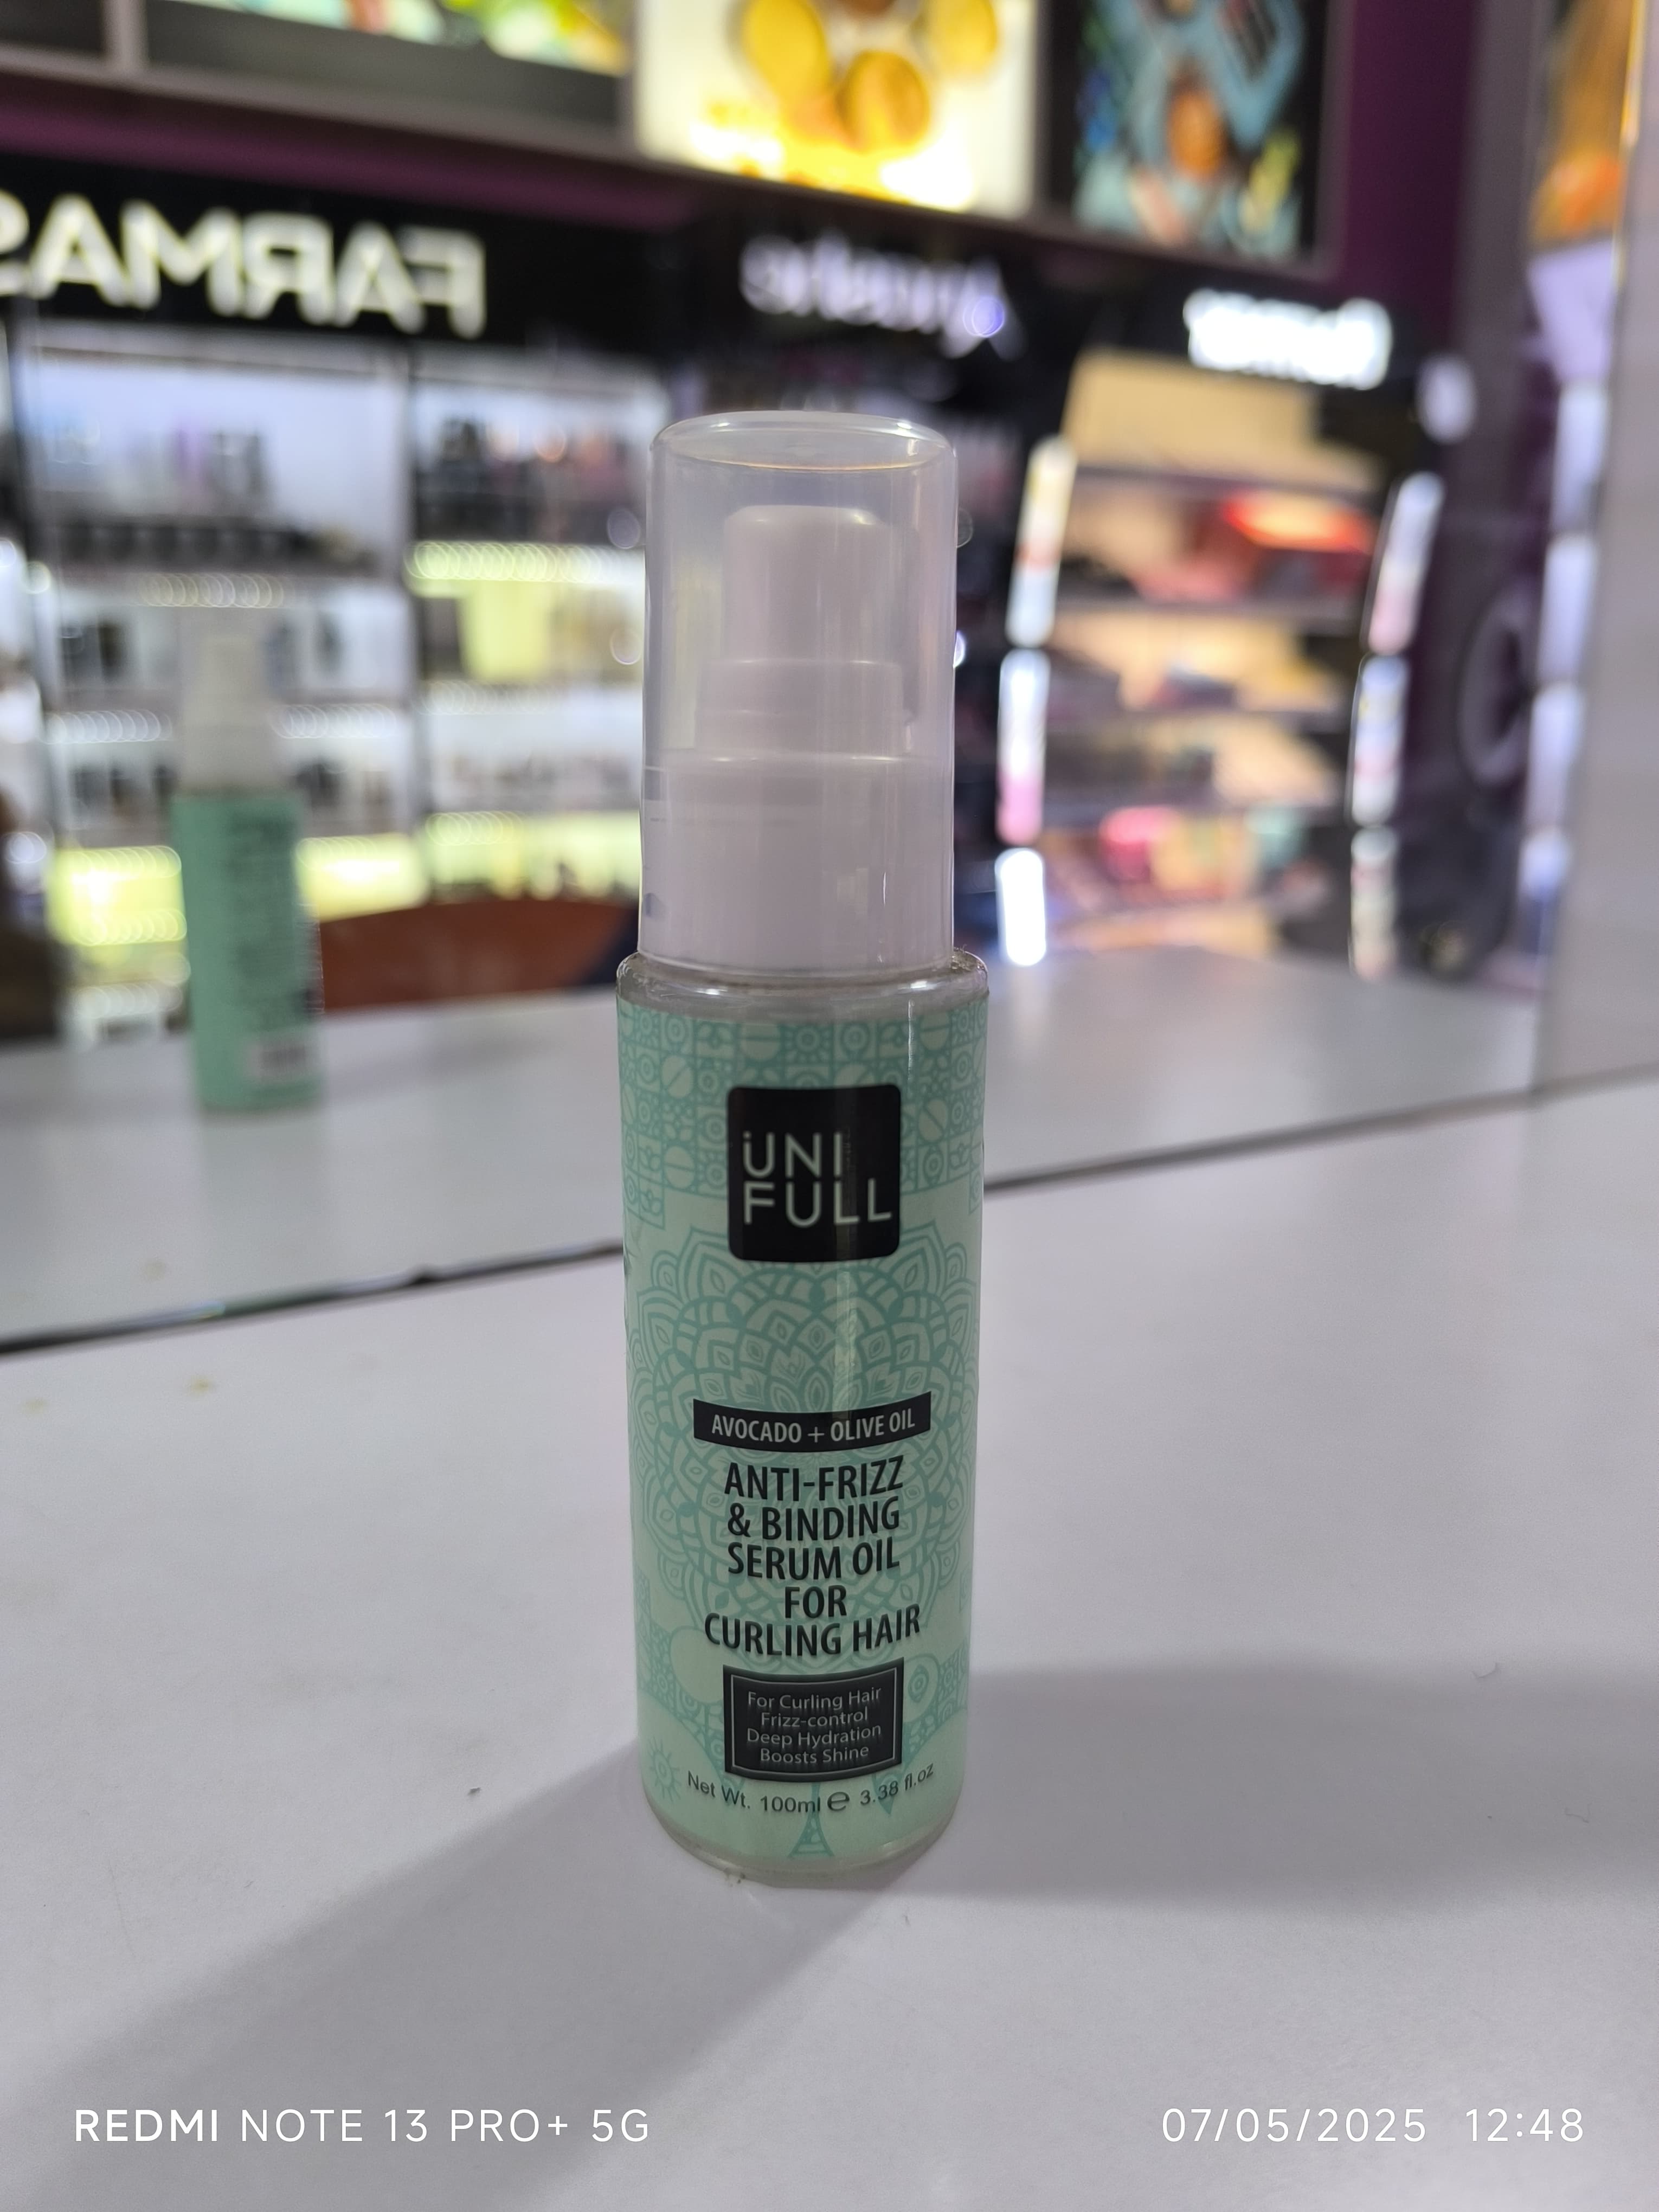 FARMAS
UNI
FULL
AVOCADO + OLIVE OIL
ANTI-FRIZZ
& BINDING
SERUM OIL
FOR
CURLING HAIR
For Curling Hair
Frizz-control
Deep Hydration
Boosts Shine
Net Wt. 100ml ℮ 3.38 fl.oz
REDMI NOTE 13 PRO+ 5G
07/05/2025 12:48